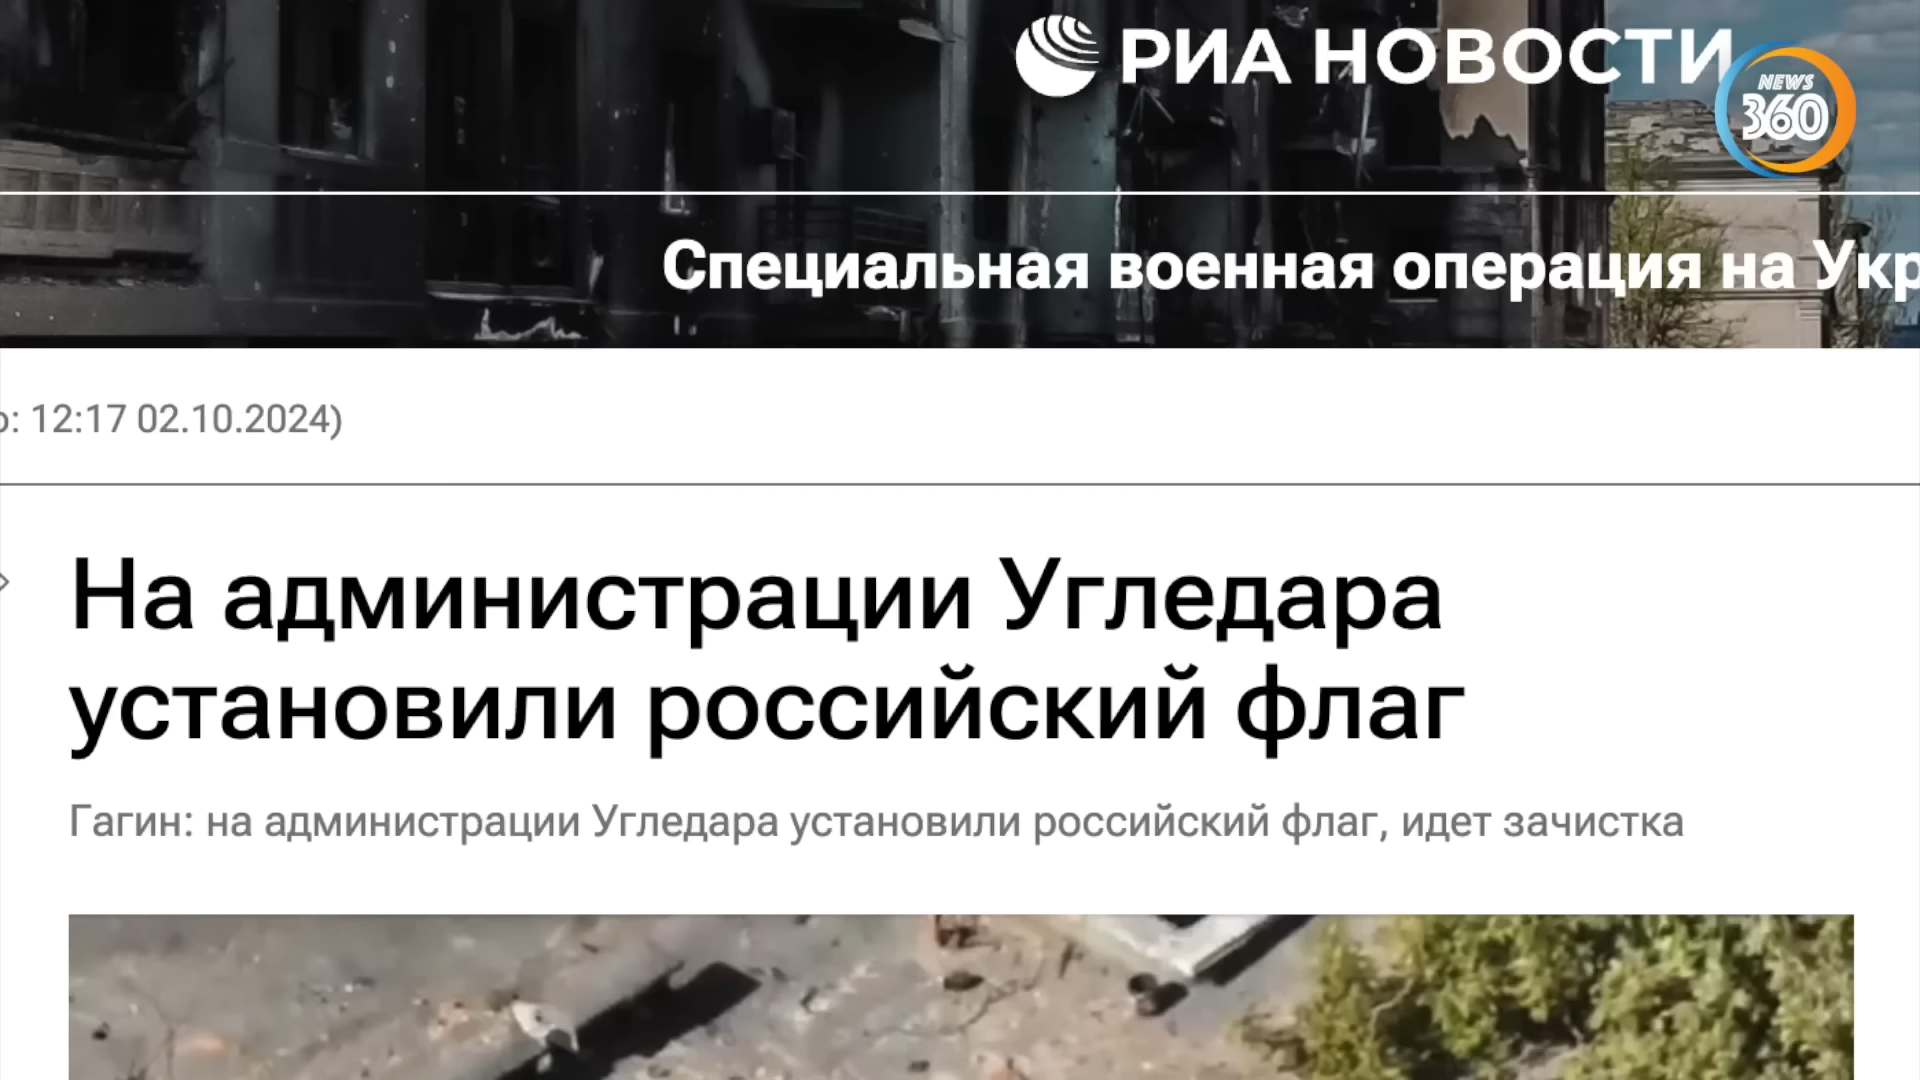 РИА НОВОСТИ
NEWS
360
Специальная военная операция на Укр
о: 12:17 02.10.2024)
На администрации Угледара
установили российский флаг
Гагин: на администрации Угледара установили российский флаг, идет зачистка